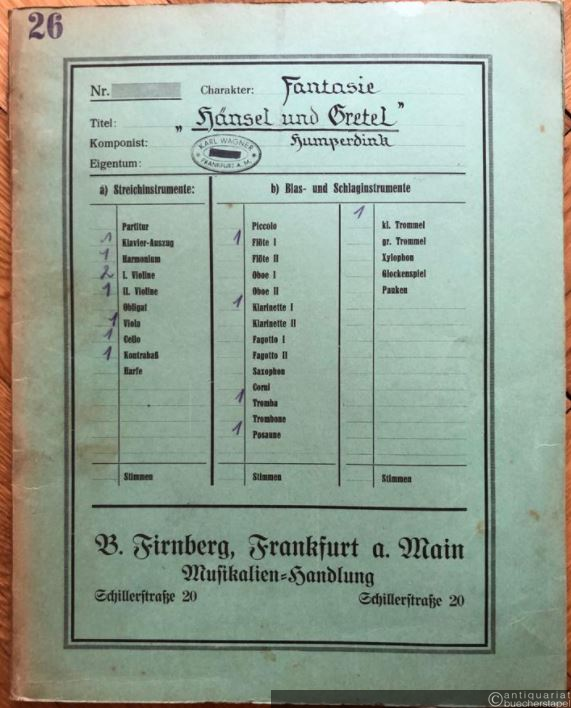 26
Nr. Charakter: Fantasie
Titel: „Hänsel und Gretel"
Komponist: Humperdink
KARL WAGNER
FRANKFURT A. M.
Eigentum:
a) Streichinstrumente:
Partitur
1 Klavier-Auszug
1 Harmonium
2 I. Violine
1 II. Violine
Obligat
1 Viola
1 Cello
1 Kontrabaß
Harfe
Stimmen
b) Blas- und Schlaginstrumente
Piccolo
1 Flöte I
Flöte II
Oboe I
Oboe II
1 Klarinette I
Klarinette II
Fagotto I
Fagotto II
Saxophon
Corni
1 Tromba
Trombone
1 Posaune
Stimmen
1
kl. Trommel
gr. Trommel
Xylophon
Glockenspiel
Pauken
Stimmen
B. Firnberg, Frankfurt a. Main
Musikalien-Handlung
Schillerstraße 20 Schillerstraße 20
©antiquariat
buecherstapel